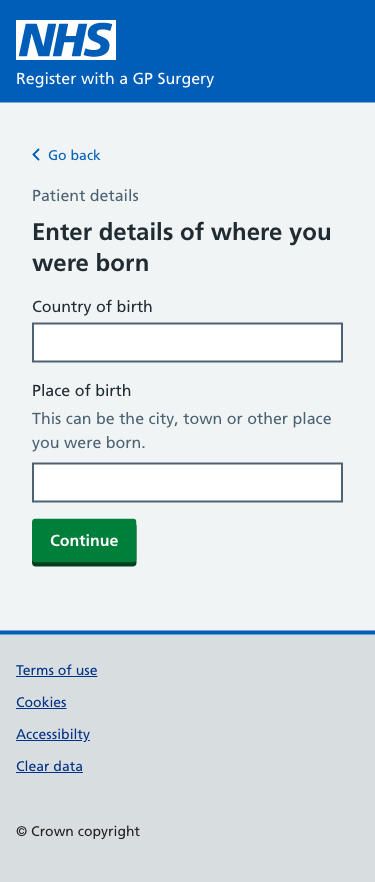 NHS
Register with a GP Surgery
Go back
Patient details
Enter details of where you
were born
Country of birth
Place of birth
This can be the city, town or other place
you were born.
Continue
Terms of use
Cookies
Accessibilty
Clear data
© Crown copyright